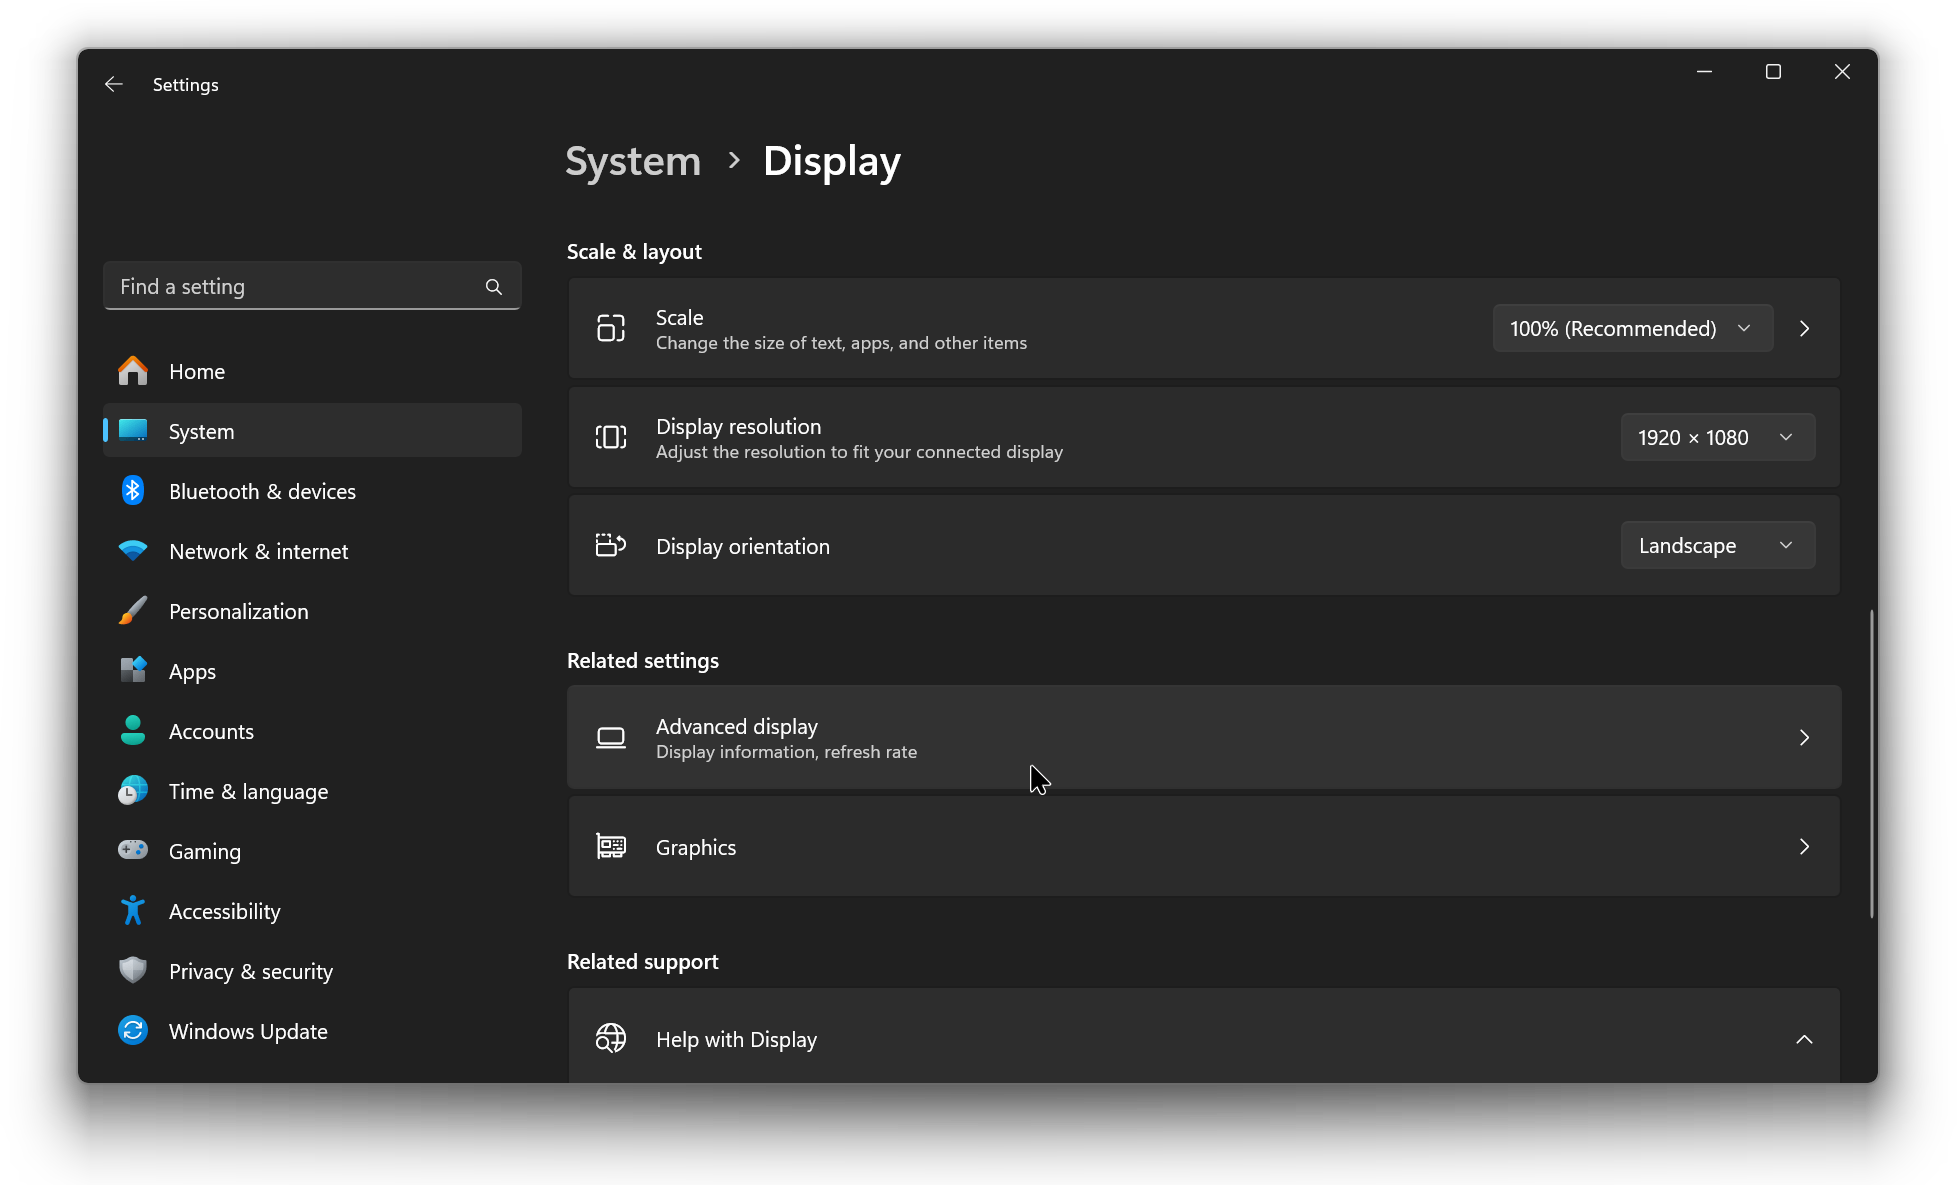 Settings
System > Display
Find a setting
Home
System
Bluetooth & devices
Network & internet
Personalization
Apps
Accounts
Time & language
Gaming
Accessibility
Privacy & security
Windows Update
Scale & layout
Scale
Change the size of text, apps, and other items
100% (Recommended)
Display resolution
Adjust the resolution to fit your connected display
1920 × 1080
Display orientation
Landscape
Related settings
Advanced display
Display information, refresh rate
Graphics
Related support
Help with Display